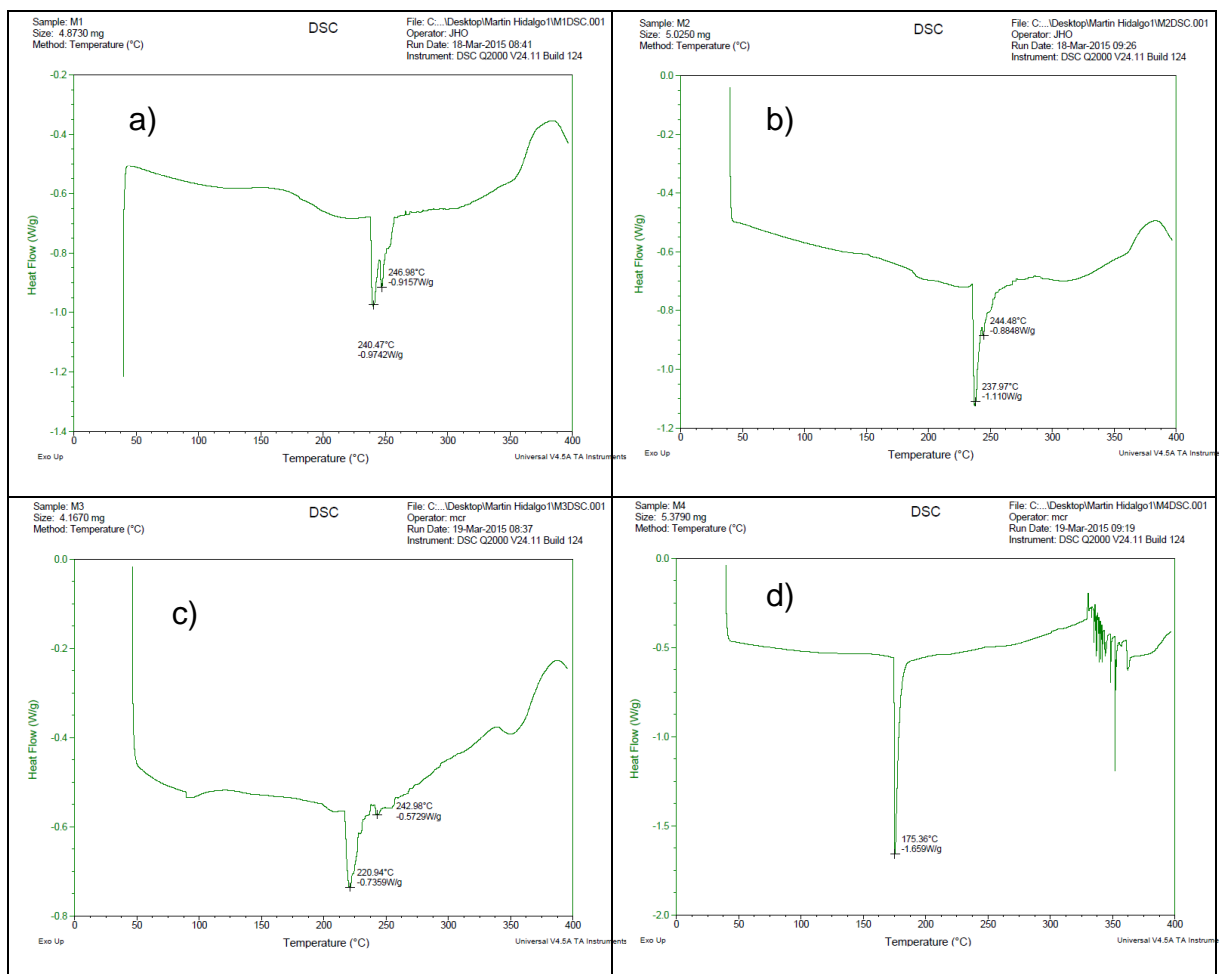 Sample: M1
Size: 4.8730 mg
Method: Temperature (°C)
DSC
File: C:...\Desktop\Martin Hidalgo1\M1DSC.001
Operator: JHO
Run Date: 18-Mar-2015 08:41
Instrument: DSC Q2000 V24.11 Build 124
a)
-0.2
-0.4
-0.6
-0.8
-1.0
-1.2
-1.4
Heat Flow (W/g)
246.98°C
-0.9157W/g
240.47°C
-0.9742W/g
0 50 100 150 200 250 300 350 400
Exo Up
Temperature (°C)
Universal V4.5A TA Instruments
Sample: M2
Size: 5.0250 mg
Method: Temperature (°C)
DSC
File: C:...\Desktop\Martin Hidalgo1\M2DSC.001
Operator: JHO
Run Date: 18-Mar-2015 09:26
Instrument: DSC Q2000 V24.11 Build 124
b)
0.0
-0.2
-0.4
-0.6
-0.8
-1.0
-1.2
Heat Flow (W/g)
244.48°C
-0.8848W/g
237.97°C
-1.110W/g
0 50 100 150 200 250 300 350 400
Exo Up
Temperature (°C)
Universal V4.5A TA Instrume
Sample: M3
Size: 4.1670 mg
Method: Temperature (°C)
DSC
File: C:...\Desktop\Martin Hidalgo1\M3DSC.001
Operator: mcr
Run Date: 19-Mar-2015 08:37
Instrument: DSC Q2000 V24.11 Build 124
c)
0.0
-0.2
-0.4
-0.6
-0.8
Heat Flow (W/g)
242.98°C
-0.5729W/g
220.94°C
-0.7359W/g
0 50 100 150 200 250 300 350 400
Exo Up
Temperature (°C)
Universal V4.5A TA Instruments
Sample: M4
Size: 5.3790 mg
Method: Temperature (°C)
DSC
File: C:...\Desktop\Martin Hidalgo1\M4DSC.001
Operator: mcr
Run Date: 19-Mar-2015 09:19
Instrument: DSC Q2000 V24.11 Build 124
d)
0.0
-0.5
-1.0
-1.5
-2.0
Heat Flow (W/g)
175.36°C
-1.659W/g
0 50 100 150 200 250 300 350 400
Exo Up
Temperature (°C)
Universal V4.5A TA Instrume